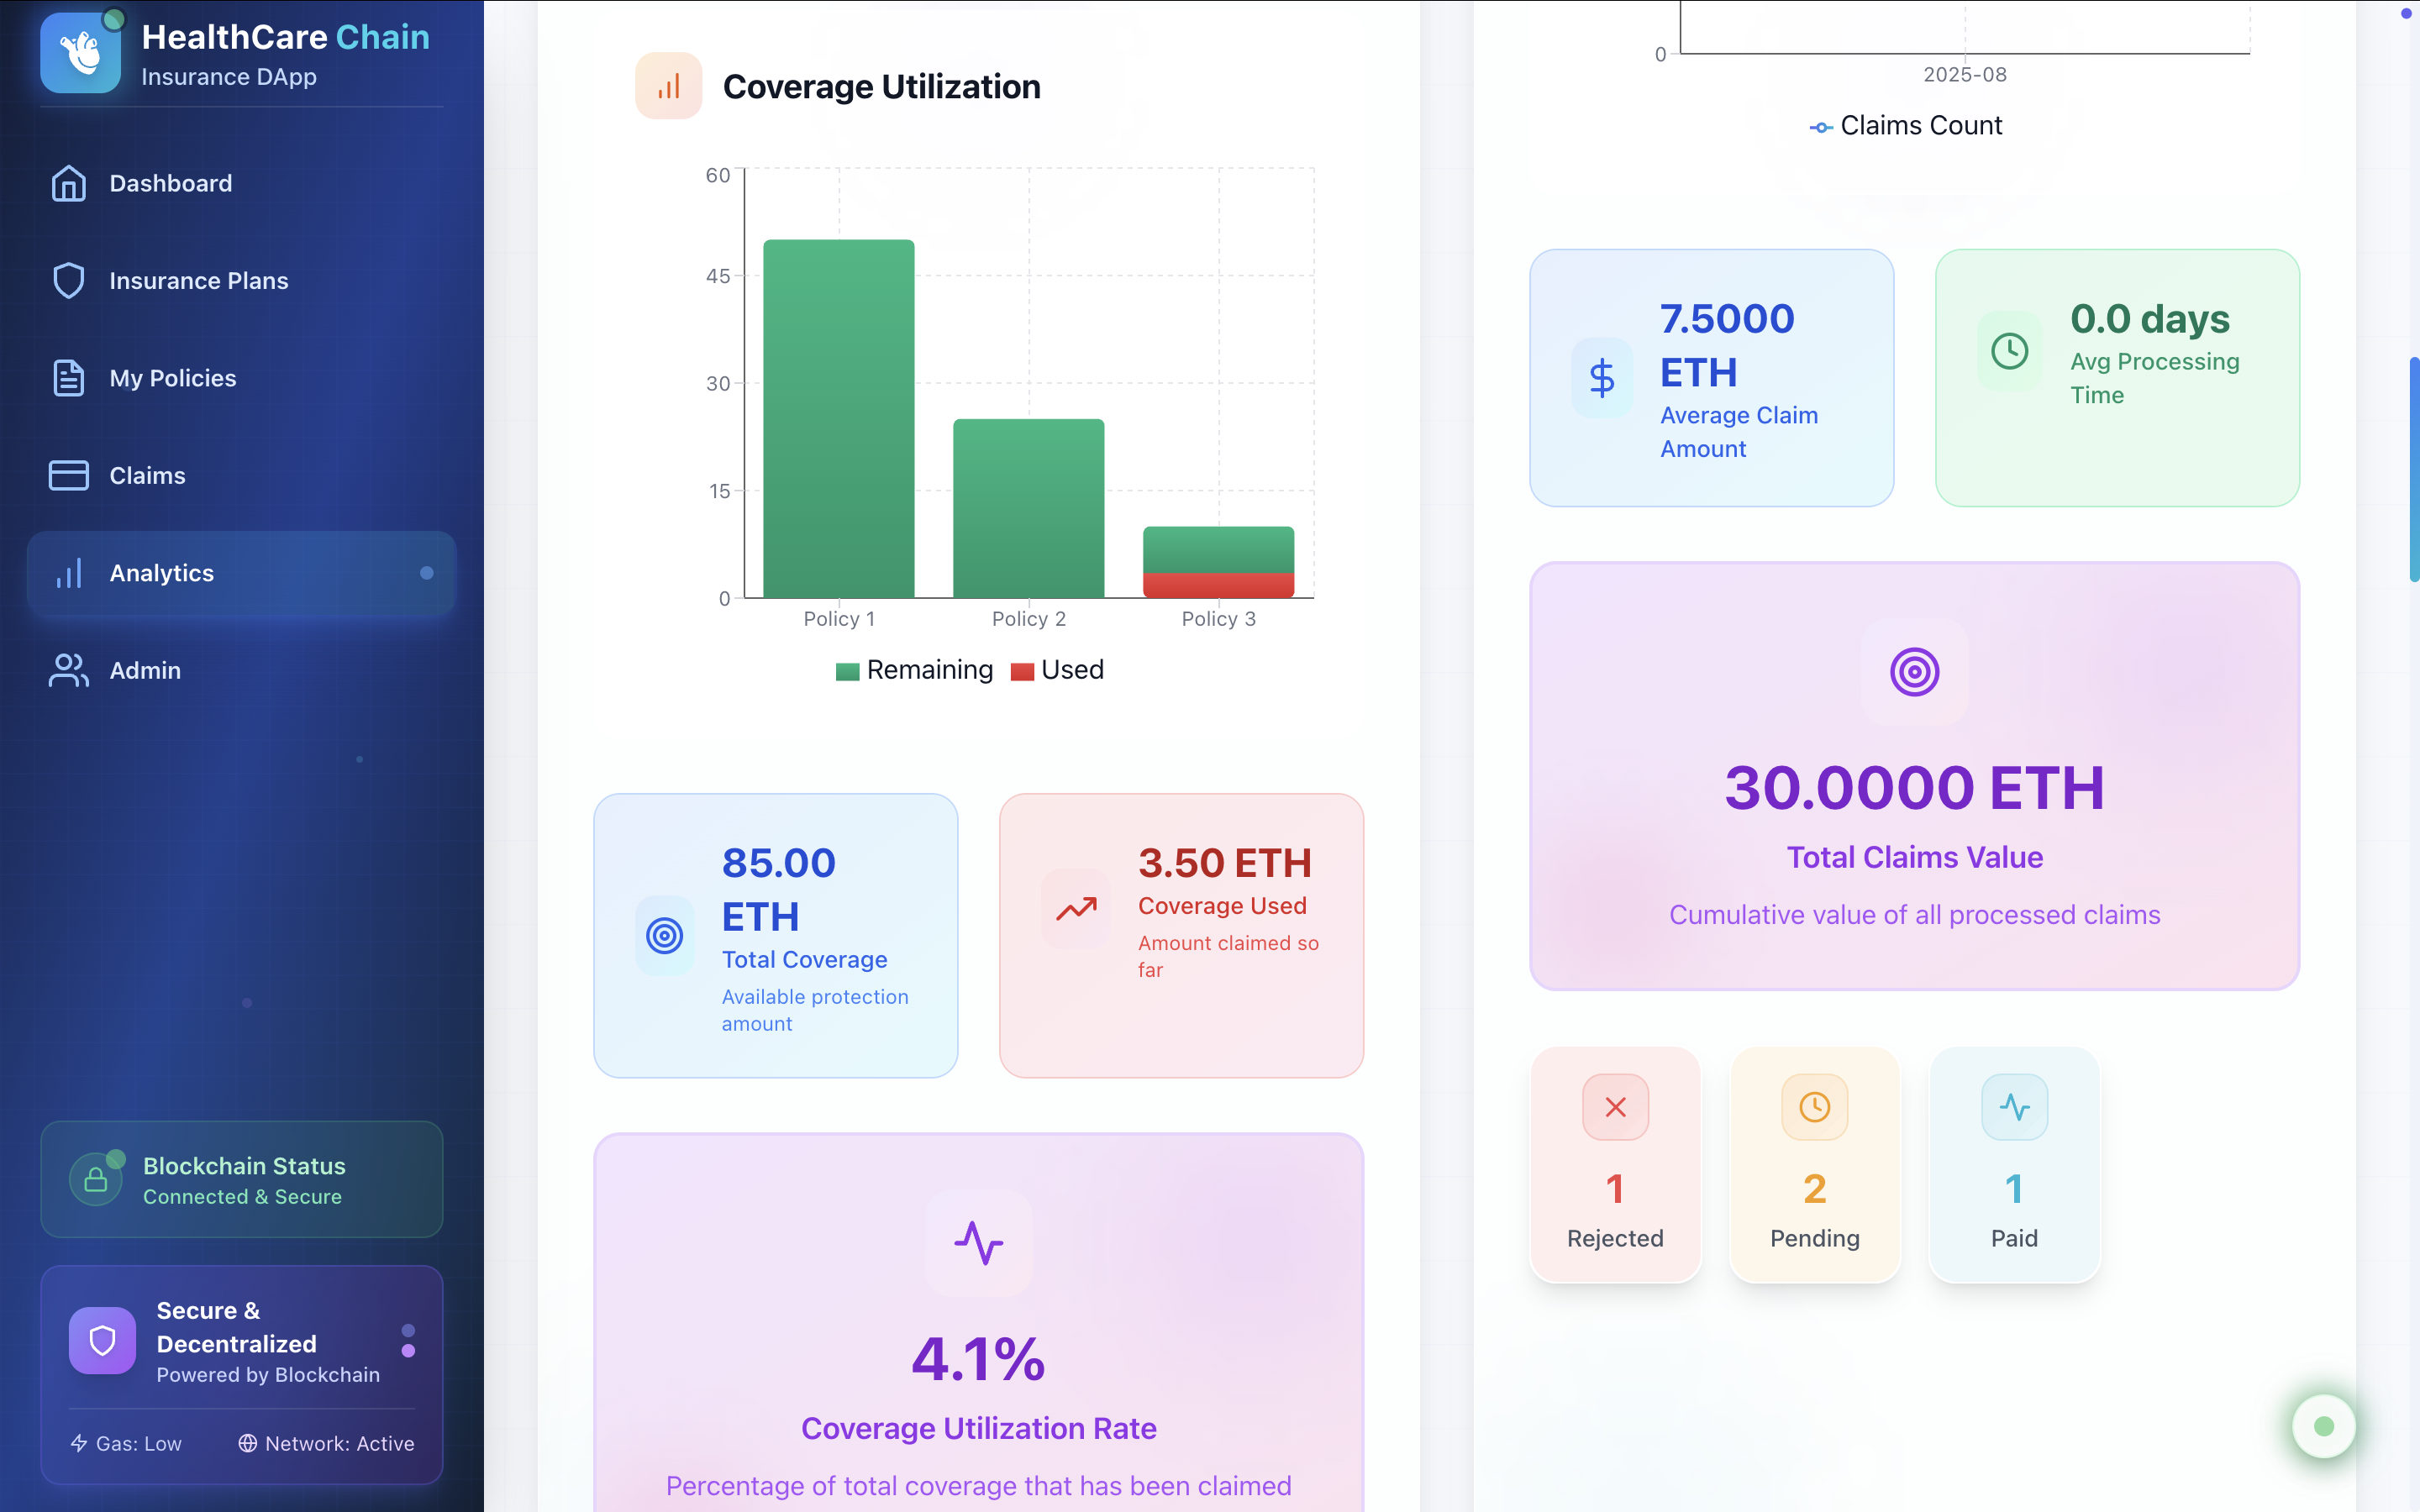 HealthCare Chain
Insurance DApp
Dashboard
Insurance Plans
My Policies
Claims
Analytics
Admin
Blockchain Status
Connected & Secure
Secure &
Decentralized
Powered by Blockchain
Gas: Low
Network: Active
Coverage Utilization
60
45
30
15
0
Policy 1
Policy 2
Policy 3
Remaining
Used
85.00
ETH
Total Coverage
Available protection
amount
3.50 ETH
Coverage Used
Amount claimed so
far
4.1%
Coverage Utilization Rate
Percentage of total coverage that has been claimed
0
2025-08
Claims Count
7.5000
ETH
Average Claim
Amount
0.0 days
Avg Processing
Time
30.0000 ETH
Total Claims Value
Cumulative value of all processed claims
1
Rejected
2
Pending
1
Paid